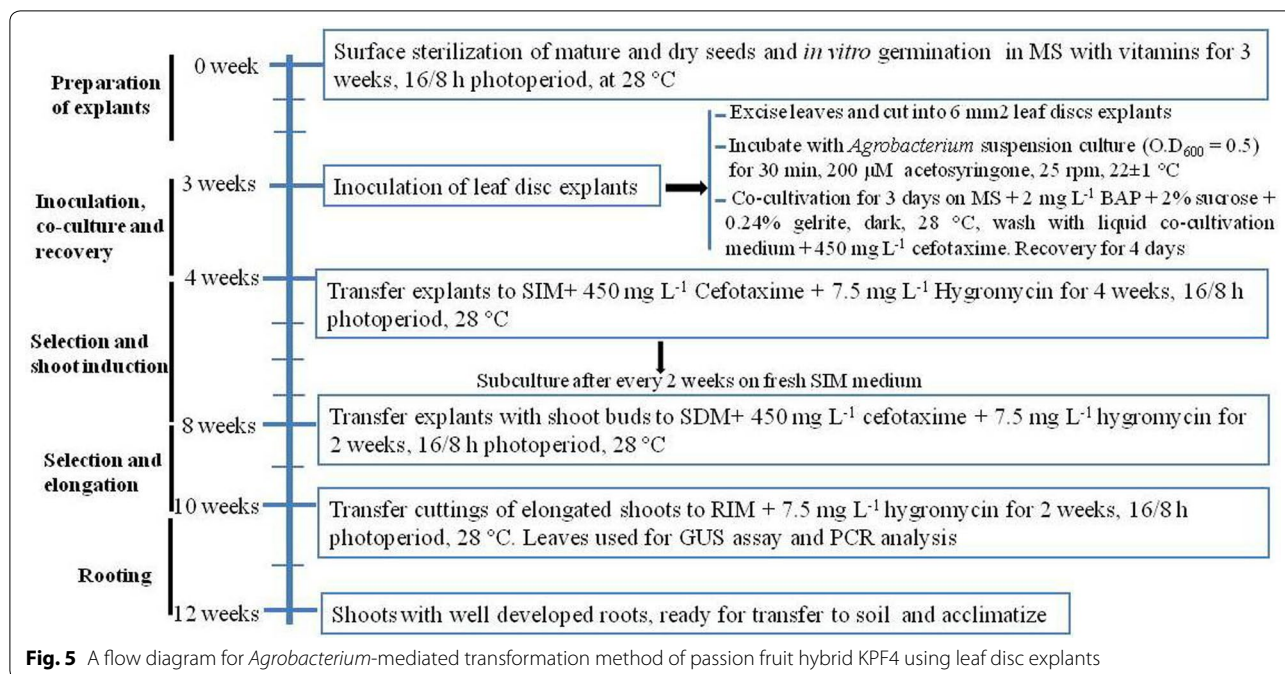 Preparation
of explants
0 week
Surface sterilization of mature and dry seeds and in vitro germination in MS with vitamins for 3
weeks, 16/8 h photoperiod, at 28 °C
Inoculation,
co-culture and
recovery
3 weeks
Inoculation of leaf disc explants
Excise leaves and cut into 6 mm2 leaf discs explants
Incubate with Agrobacterium suspension culture (O.D600 = 0.5)
for 30 min, 200 µM acetosyringone, 25 rpm, 22±1 °C
Co-cultivation for 3 days on MS + 2 mg L-1 BAP + 2% sucrose +
0.24% gelrite, dark, 28 °C, wash with liquid co-cultivation
medium + 450 mg L-1 cefotaxime. Recovery for 4 days
4 weeks
Transfer explants to SIM+ 450 mg L-1 Cefotaxime + 7.5 mg L-1 Hygromycin for 4 weeks, 16/8 h
photoperiod, 28 °C
Selection and
shoot induction
Subculture after every 2 weeks on fresh SIM medium
8 weeks
Transfer explants with shoot buds to SDM+ 450 mg L-1 cefotaxime + 7.5 mg L-1 hygromycin for
2 weeks, 16/8 h photoperiod, 28 °C
Selection and
elongation
10 weeks
Transfer cuttings of elongated shoots to RIM + 7.5 mg L-1 hygromycin for 2 weeks, 16/8 h
photoperiod, 28 °C. Leaves used for GUS assay and PCR analysis
Rooting
12 weeks
Shoots with well developed roots, ready for transfer to soil and acclimatize
Fig. 5 A flow diagram for Agrobacterium-mediated transformation method of passion fruit hybrid KPF4 using leaf disc explants